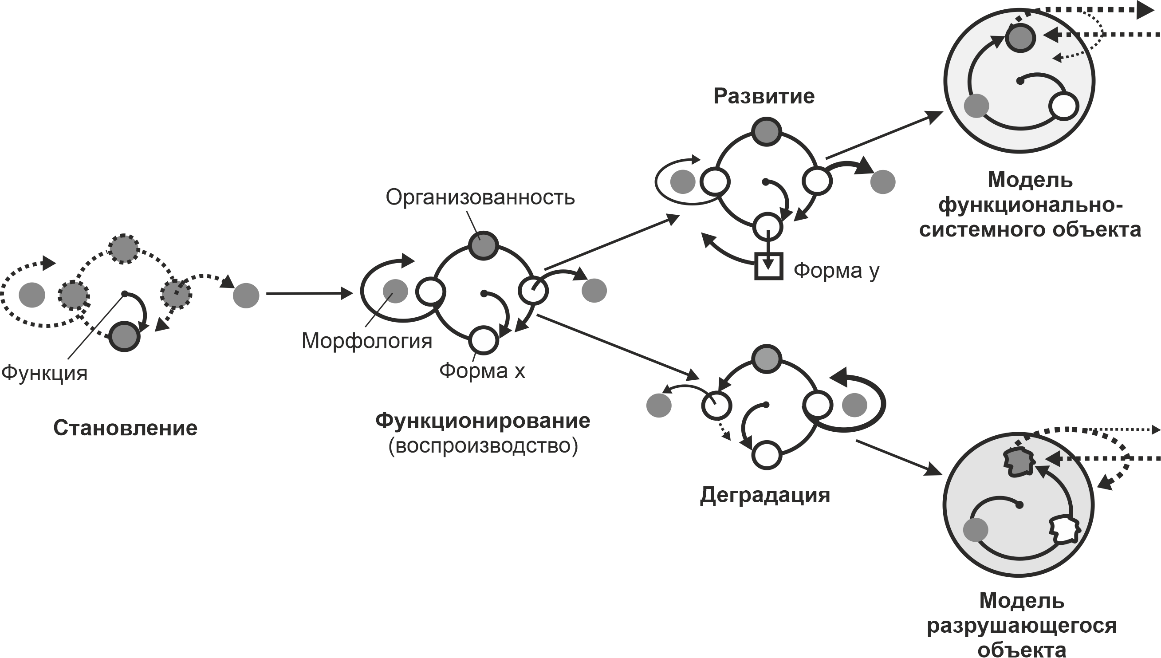 Функция
Становление
Организованность
Морфология
Форма x
Функционирование
(воспроизводство)
Развитие
Форма y
Деградация
Модель
функционально-
системного объекта
Модель
разрушающегося
объекта